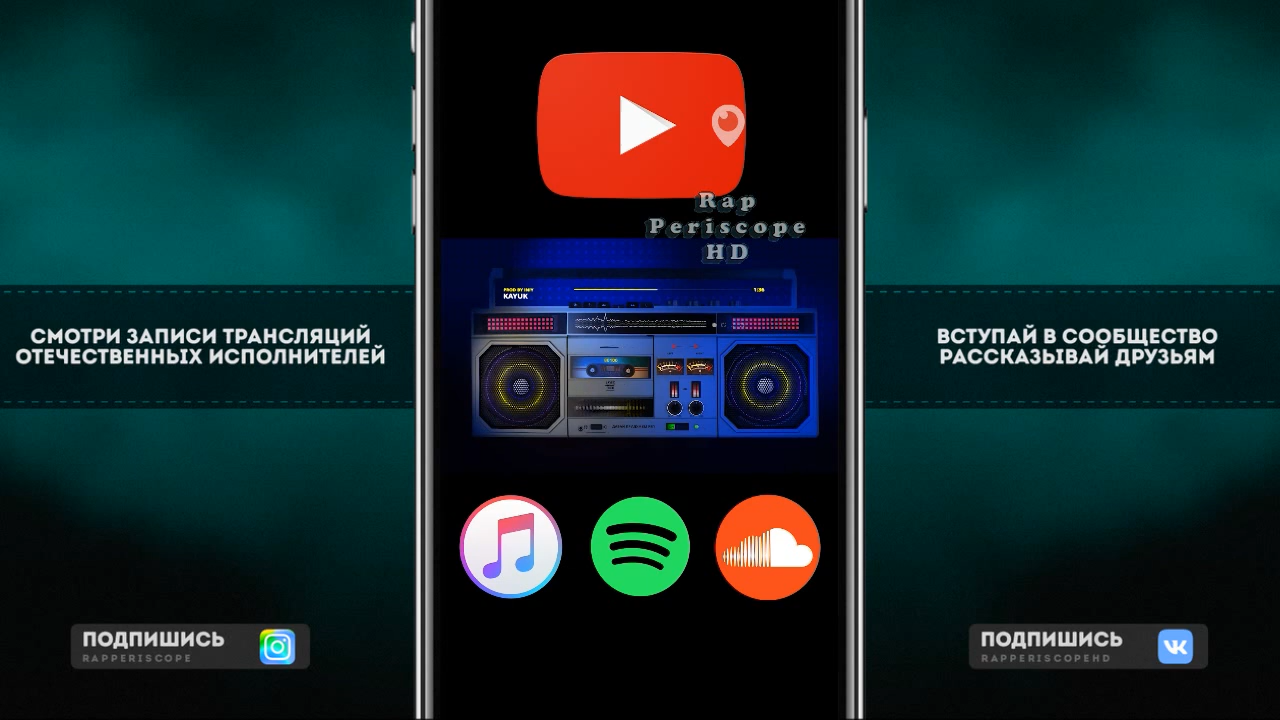 Rap
Periscope
HD
PROD BY INIY
KAYUK
1:36
СМОТРИ ЗАПИСИ ТРАНСЛЯЦИЙ
ОТЕЧЕСТВЕННЫХ ИСПОЛНИТЕЛЕЙ
ВСТУПАЙ В СООБЩЕСТВО
РАССКАЗЫВАЙ ДРУЗЬЯМ
ПОДПИШИСЬ
RAPPERISCOPE
ПОДПИШИСЬ
RAPPERISCOPEHD